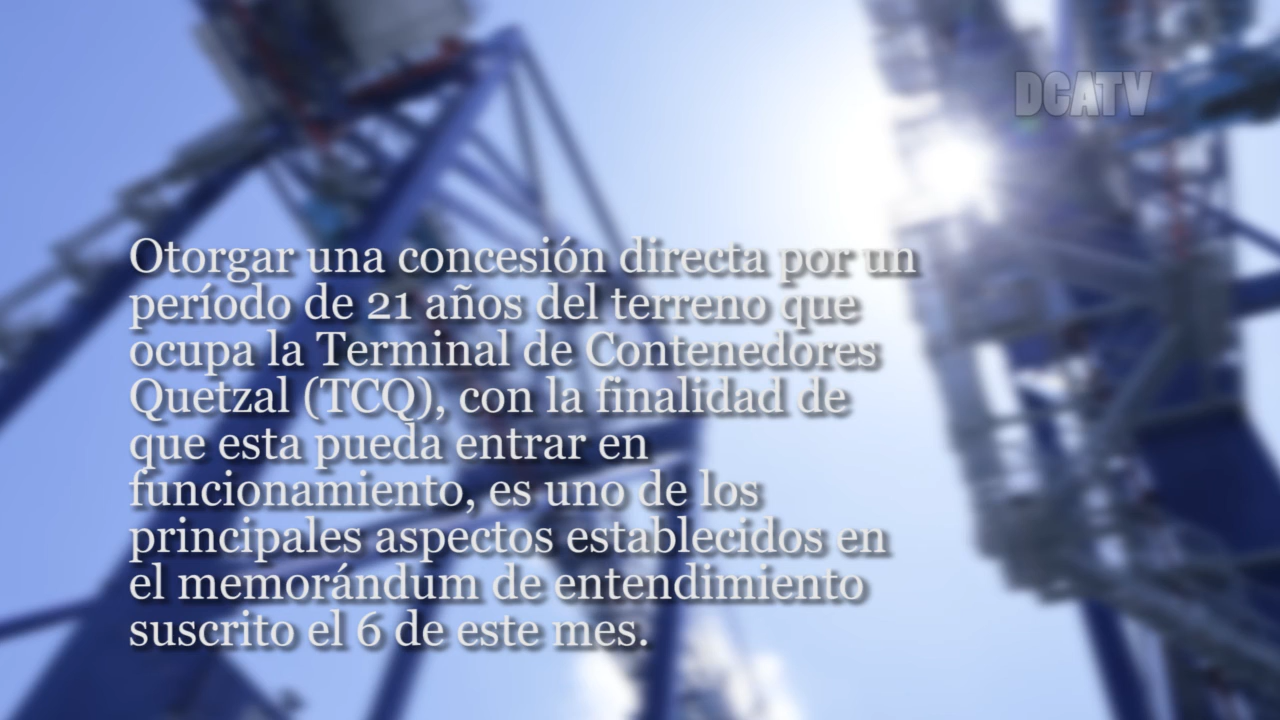 DCATV
Otorgar una concesión directa por un
período de 21 años del terreno que
ocupa la Terminal de Contenedores
Quetzal (TCQ), con la finalidad de
que esta pueda entrar en
funcionamiento, es uno de los
principales aspectos establecidos en
el memorándum de entendimiento
suscrito el 6 de este mes.